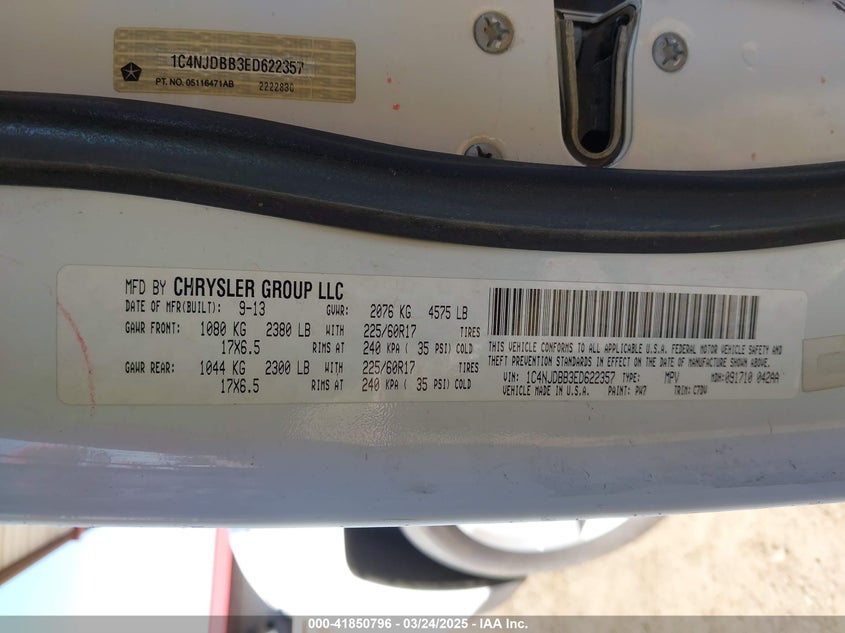 1C4NJDBB3ED622357
PT. NO. 05116471AB 2222830
MFD BY CHRYSLER GROUP LLC
DATE OF MFR(BUILT): 9-13 GVWR: 2076 KG 4575 LB
GAWR FRONT: 1080 KG 2380 LB WITH 225/60R17 TIRES
17X6.5 RIMS AT 240 KPA ( 35 PSI) COLD
GAWR REAR: 1044 KG 2300 LB WITH 225/60R17 TIRES
17X6.5 RIMS AT 240 KPA ( 35 PSI) COLD
THIS VEHICLE CONFORMS TO ALL APPLICABLE U.S.A. FEDERAL MOTOR VEHICLE SAFETY AND
THEFT PREVENTION STANDARDS IN EFFECT ON THE DATE OF MANUFACTURE SHOWN ABOVE.
VIN: 1C4NJDBB3ED622357 TYPE: MPV MDH: 091710 042AA
VEHICLE MADE IN U.S.A. PAINT: PW7 TRIM: C7DV
000-41850796 - 03/24/2025 - IAA Inc.